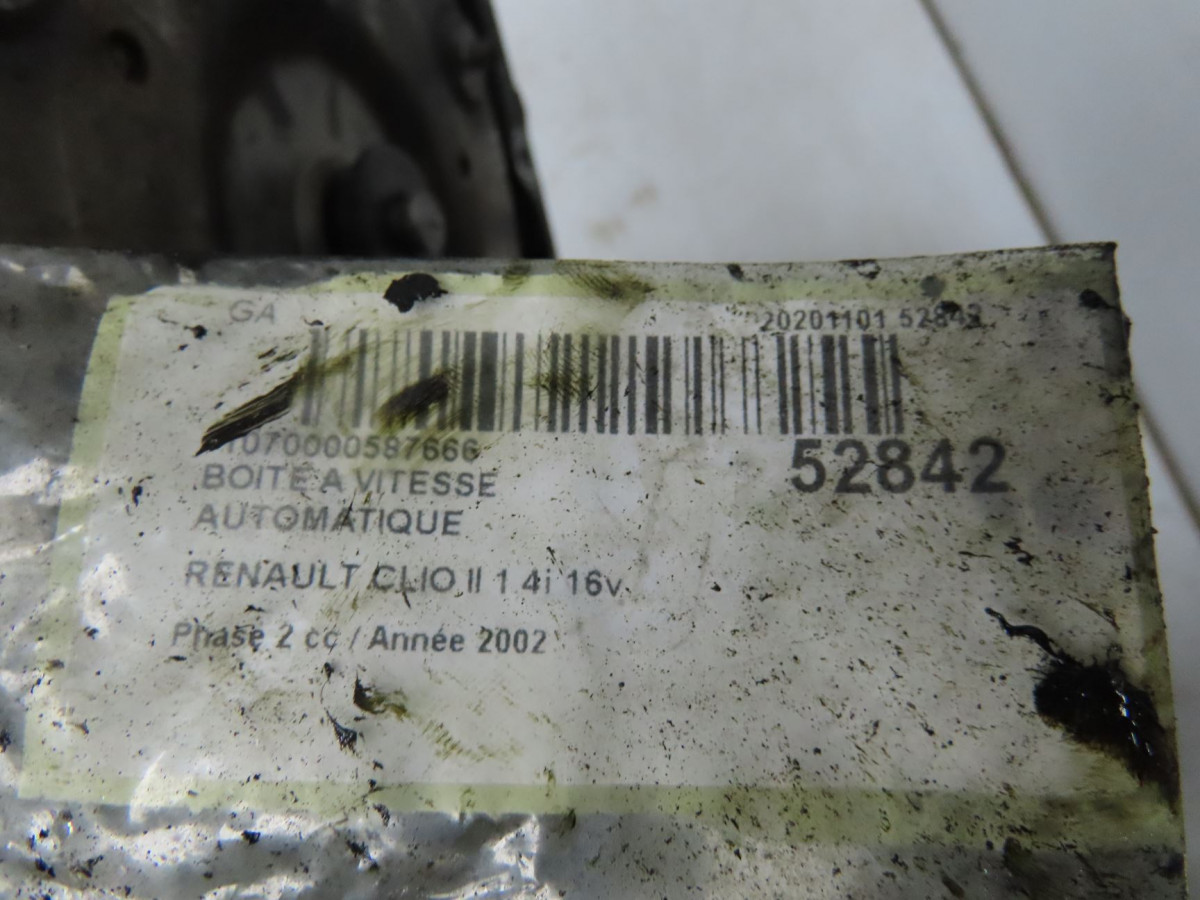 GA
20201101 52842
1070000587666
52842
BOITE A VITESSE
AUTOMATIQUE
RENAULT CLIO II 1.4i 16v
Phase 2 cc / Année 2002